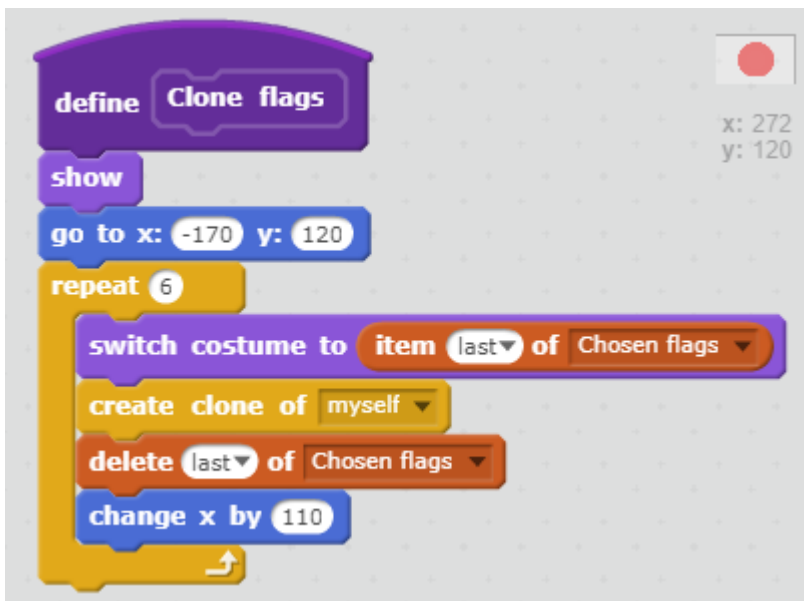 define Clone flags
x: 272
y: 120
show
go to x: -170 y: 120
repeat 6
switch costume to item last of Chosen flags
create clone of myself
delete last of Chosen flags
change x by 110